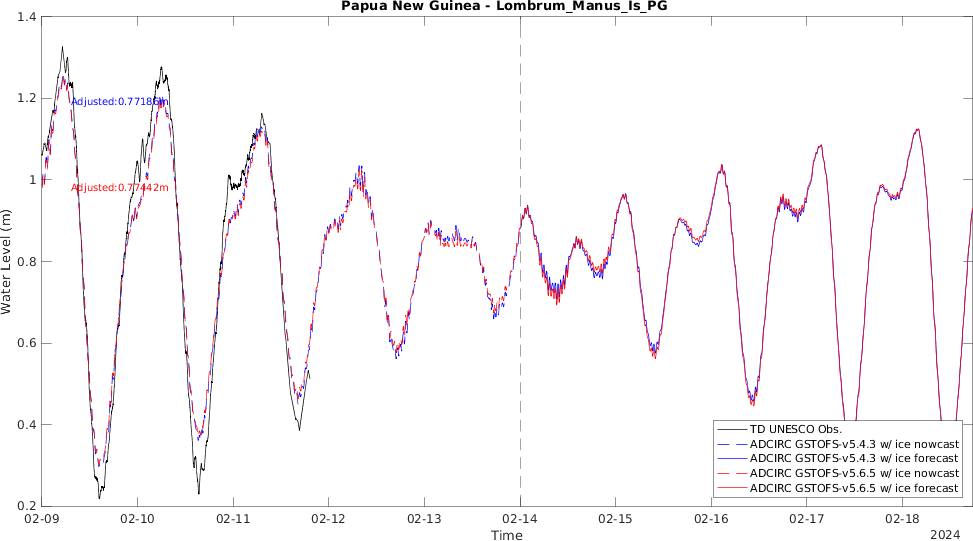 Papua New Guinea - Lombrum_Manus_Is_PG
1.4
1.2
1
0.8
0.6
0.4
0.2
Water Level (m)
Adjusted:0.77186m
Adjusted:0.77442m
TD UNESCO Obs.
ADCIRC GSTOFS-v5.4.3 w/ ice nowcast
ADCIRC GSTOFS-v5.4.3 w/ ice forecast
ADCIRC GSTOFS-v5.6.5 w/ ice nowcast
ADCIRC GSTOFS-v5.6.5 w/ ice forecast
02-09 02-10 02-11 02-12 02-13 02-14 02-15 02-16 02-17 02-18
Time
2024